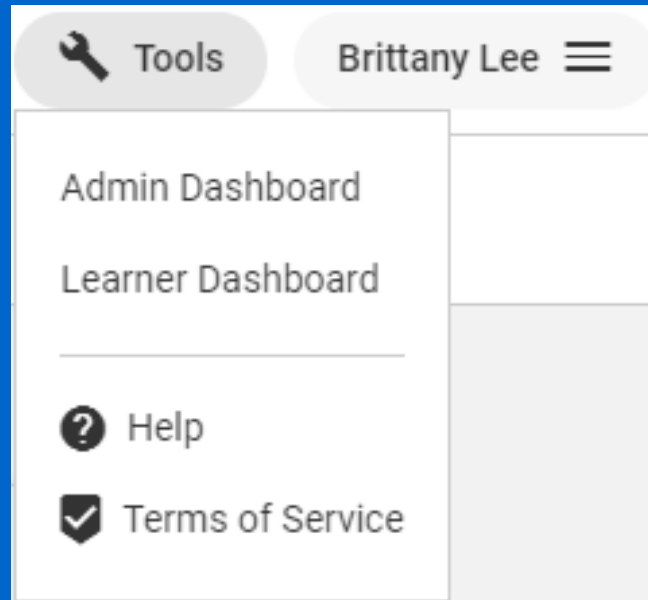 Tools
Brittany Lee
Admin Dashboard
Learner Dashboard
Help
Terms of Service